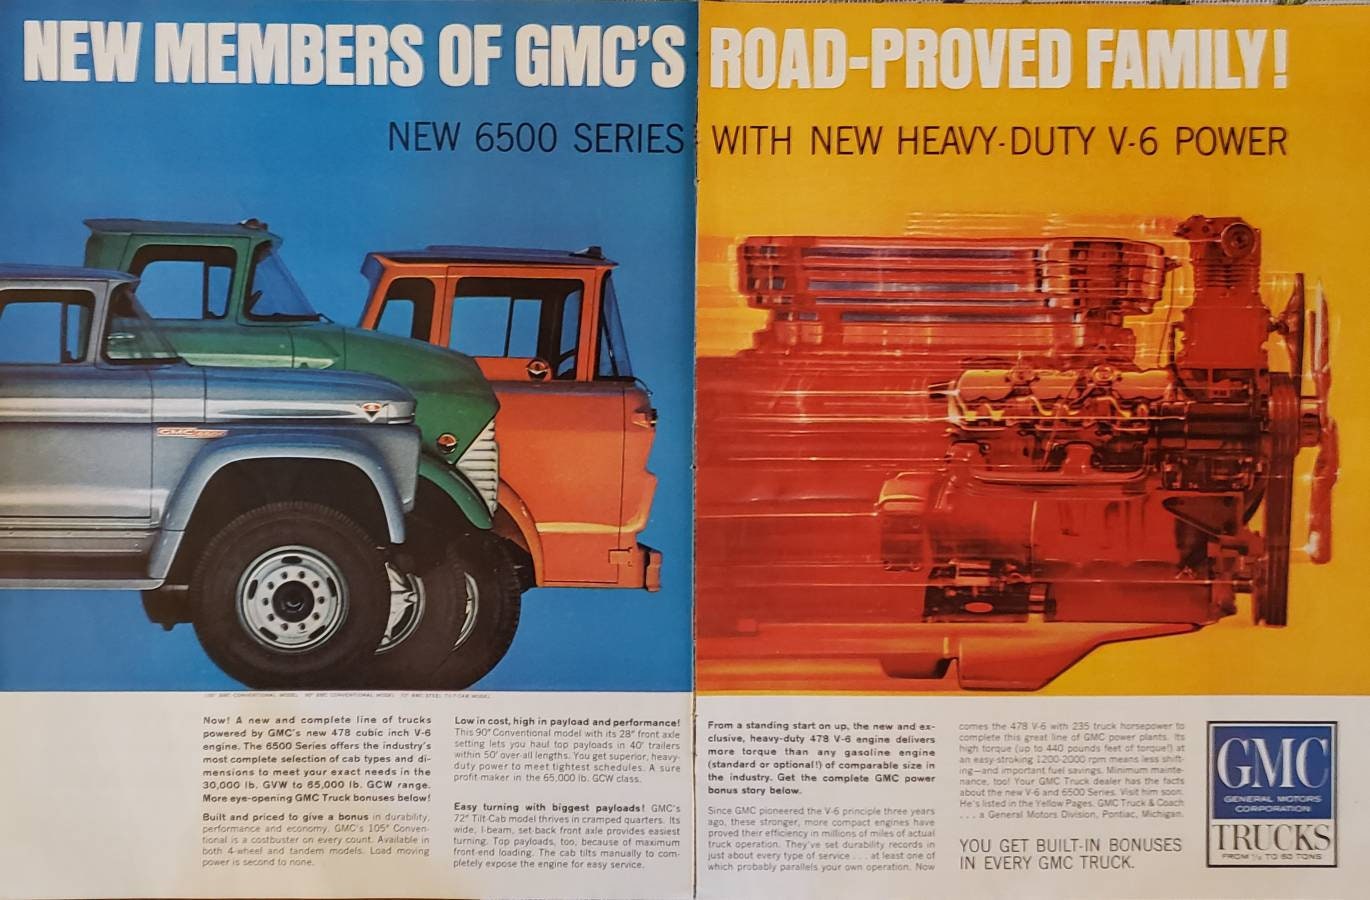 NEW MEMBERS OF GMC'S ROAD-PROVED FAMILY!
NEW 6500 SERIES WITH NEW HEAVY-DUTY V-6 POWER
GMC
105" GMC CONVENTIONAL MODEL 90" GMC CONVENTIONAL MODEL 72" GMC STEEL TILT-CAB MODEL
Now! A new and complete line of trucks
powered by GMC's new 478 cubic inch V-6
engine. The 6500 Series offers the industry's
most complete selection of cab types and di-
mensions to meet your exact needs in the
30,000 lb. GVW to 65,000 lb. GCW range.
More eye-opening GMC Truck bonuses below!
Built and priced to give a bonus in durability,
performance and economy. GMC's 105" Conven-
tional is a costbuster on every count. Available in
both 4-wheel and tandem models. Load moving
power is second to none.
Low in cost, high in payload and performance!
This 90" Conventional model with its 28" front axle
setting lets you haul top payloads in 40' trailers
within 50' over-all lengths. You get superior, heavy-
duty power to meet tightest schedules. A sure
profit-maker in the 65,000 lb. GCW class.
Easy turning with biggest payloads! GMC's
72" Tilt-Cab model thrives in cramped quarters. Its
wide, I-beam, set-back front axle provides easiest
turning. Top payloads, too, because of maximum
front-end loading. The cab tilts manually to com-
pletely expose the engine for easy service.
From a standing start on up, the new and ex-
clusive, heavy-duty 478 V-6 engine delivers
more torque than any gasoline engine
(standard or optional!) of comparable size in
the industry. Get the complete GMC power
bonus story below.
Since GMC pioneered the V-6 principle three years
ago, these stronger, more compact engines have
proved their efficiency in millions of miles of actual
truck operation. They've set durability records in
just about every type of service . . . at least one of
which probably parallels your own operation. Now
comes the 478 V-6 with 235 truck horsepower to
complete this great line of GMC power plants. Its
high torque (up to 440 pounds feet of torque!) at
an easy-stroking 1200-2000 rpm means less shift-
ing—and important fuel savings. Minimum mainte-
nance, too! Your GMC Truck dealer has the facts
about the new V-6 and 6500 Series. Visit him soon.
He's listed in the Yellow Pages. GMC Truck & Coach
. . . a General Motors Division, Pontiac, Michigan.
YOU GET BUILT-IN BONUSES
IN EVERY GMC TRUCK.
GMC
GENERAL MOTORS
CORPORATION
TRUCKS
FROM ½ TO 60 TONS